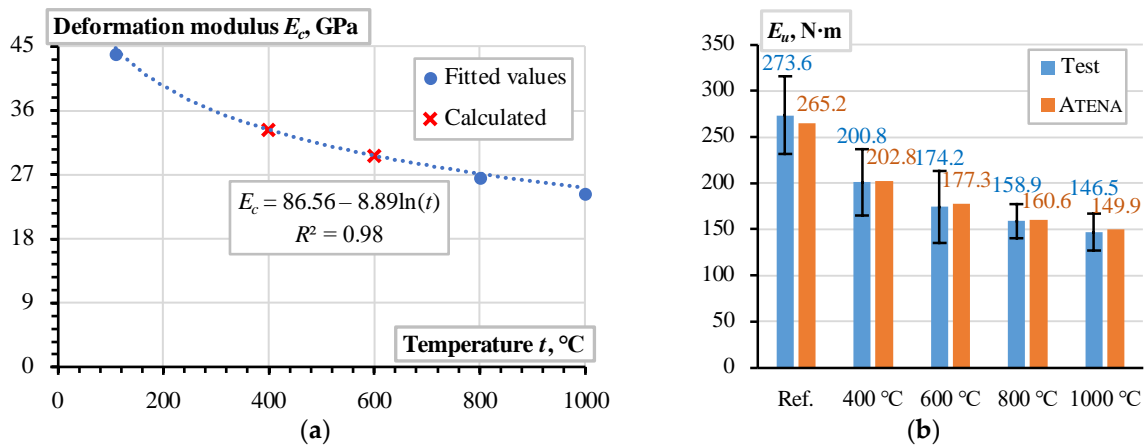 Deformation modulus Ec, GPa
45
36
27
18
9
0
Fitted values
Calculated
Ec = 86.56 – 8.89ln(t)
R² = 0.98
Temperature t, °C
0 200 400 600 800 1000
(a)
Eu, N·m
350
300
250
200
150
100
50
0
Test
ATENA
273.6
265.2
200.8
202.8
174.2
177.3
158.9
160.6
146.5
149.9
Ref. 400 °C 600 °C 800 °C 1000 °C
(b)